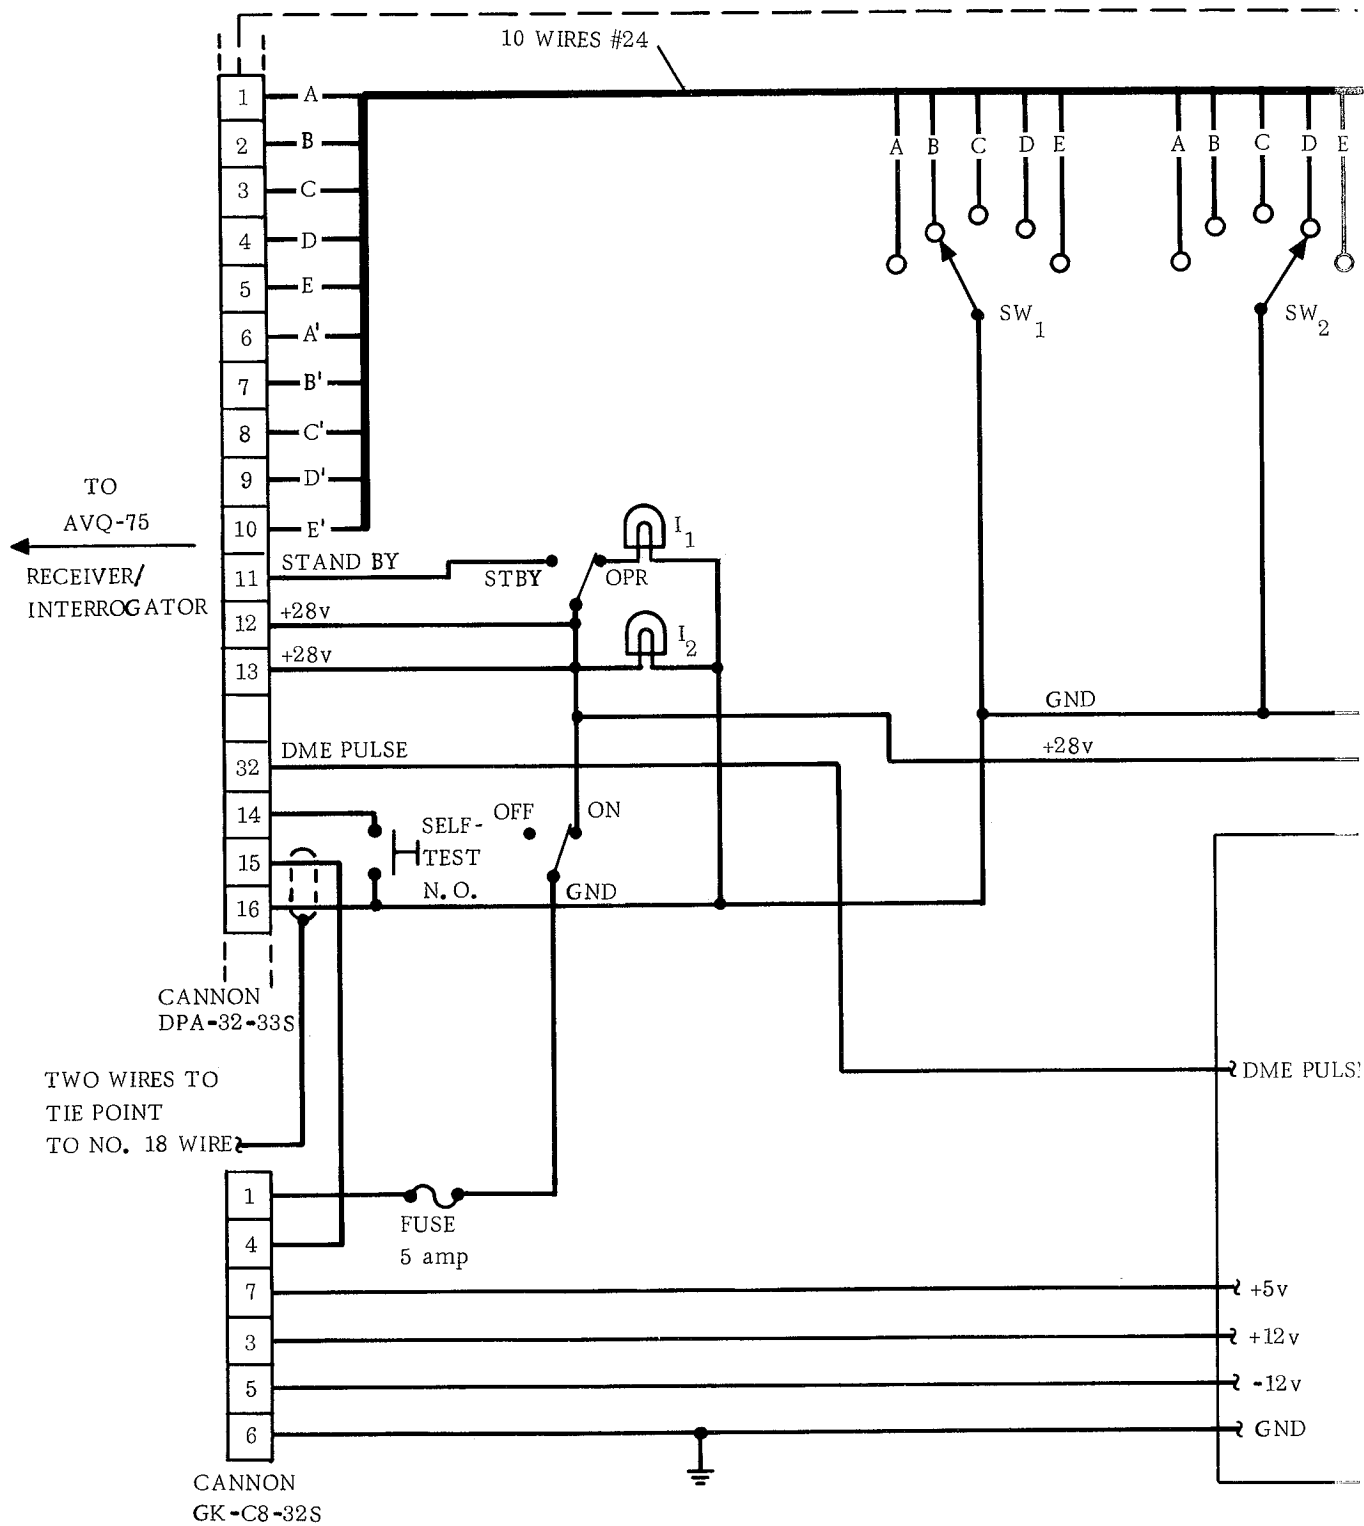 10 WIRES #24
1 A
2 B
3 C
4 D
5 E
6 A'
7 B'
8 C'
9 D'
10 E'
A B C D E
A B C D E
SW1
SW2
TO
AVQ-75
RECEIVER/
INTERROGATOR
11 STAND BY
STBY
OPR
I1
12 +28v
I2
13 +28v
GND
+28v
32 DME PULSE
14
OFF
ON
SELF-
TEST
N.O.
15
16
GND
CANNON
DPA-32-33S
TWO WIRES TO
TIE POINT
TO NO. 18 WIRE
DME PULS
1
FUSE
5 amp
4
7 +5v
3 +12v
5 -12v
6 GND
CANNON
GK-C8-32S